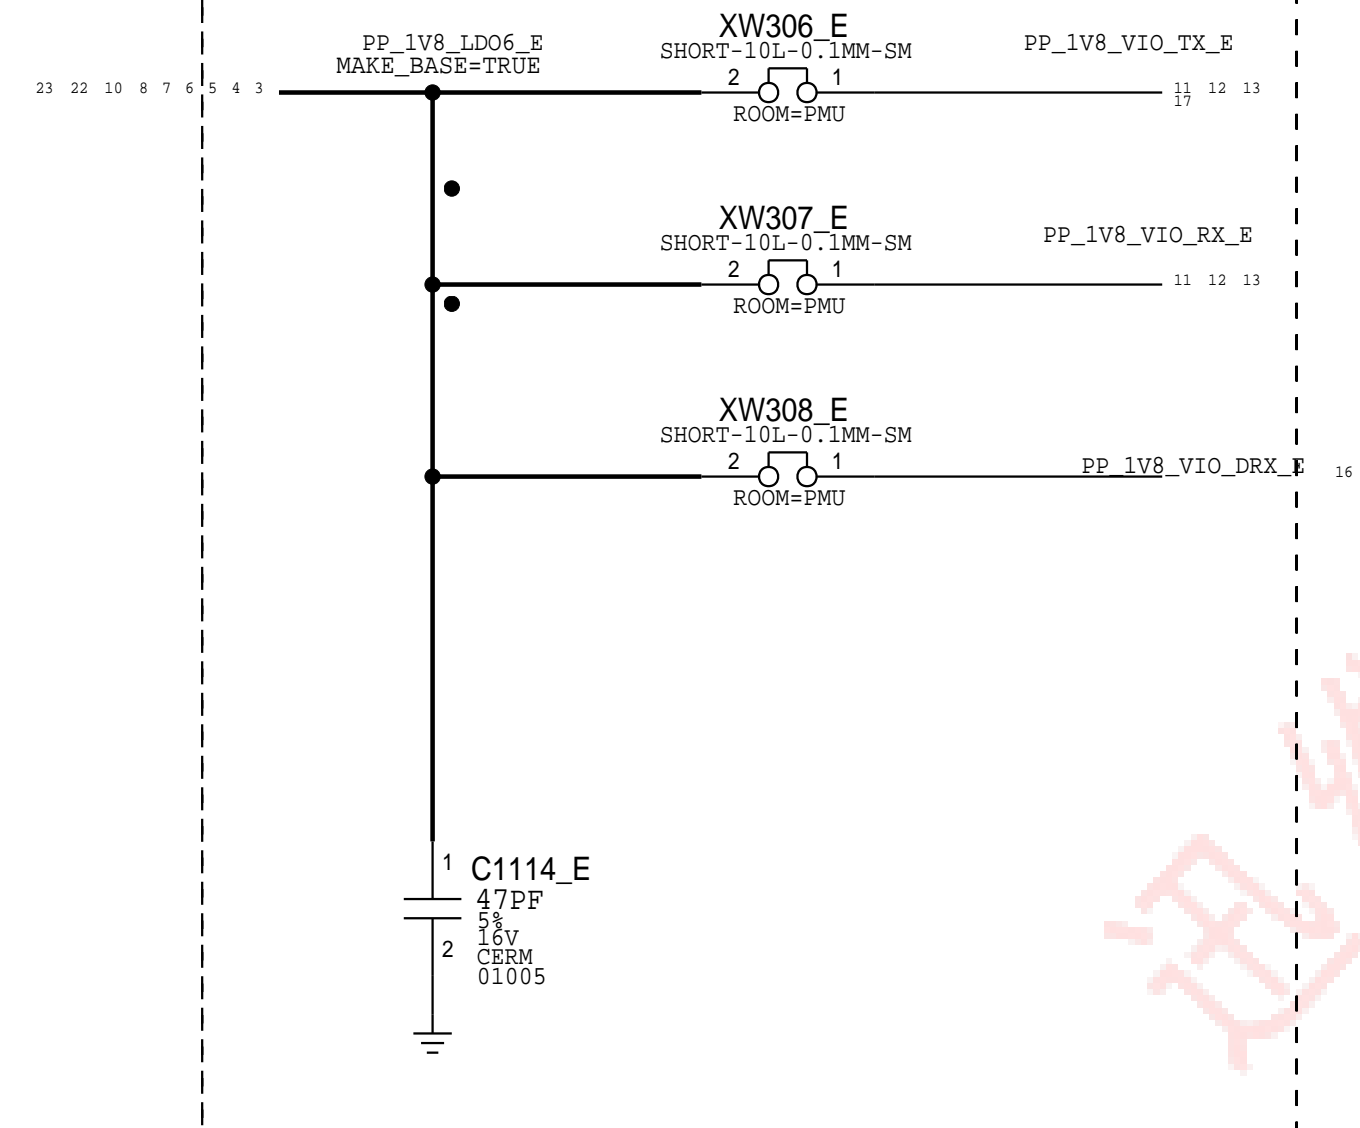 XW306_E
PP_1V8_LDO6_E
SHORT-10L-0.1MM-SM
PP_1V8_VIO_TX_E
MAKE_BASE=TRUE
23 22 10 8 7 6 5 4 3
2 1
11 12 13
17
ROOM=PMU
XW307_E
SHORT-10L-0.1MM-SM
PP_1V8_VIO_RX_E
2 1
11 12 13
ROOM=PMU
XW308_E
SHORT-10L-0.1MM-SM
2 1
PP_1V8_VIO_DRX_E 16
ROOM=PMU
1 C1114_E
47PF
5%
16V
2
CERM
01005